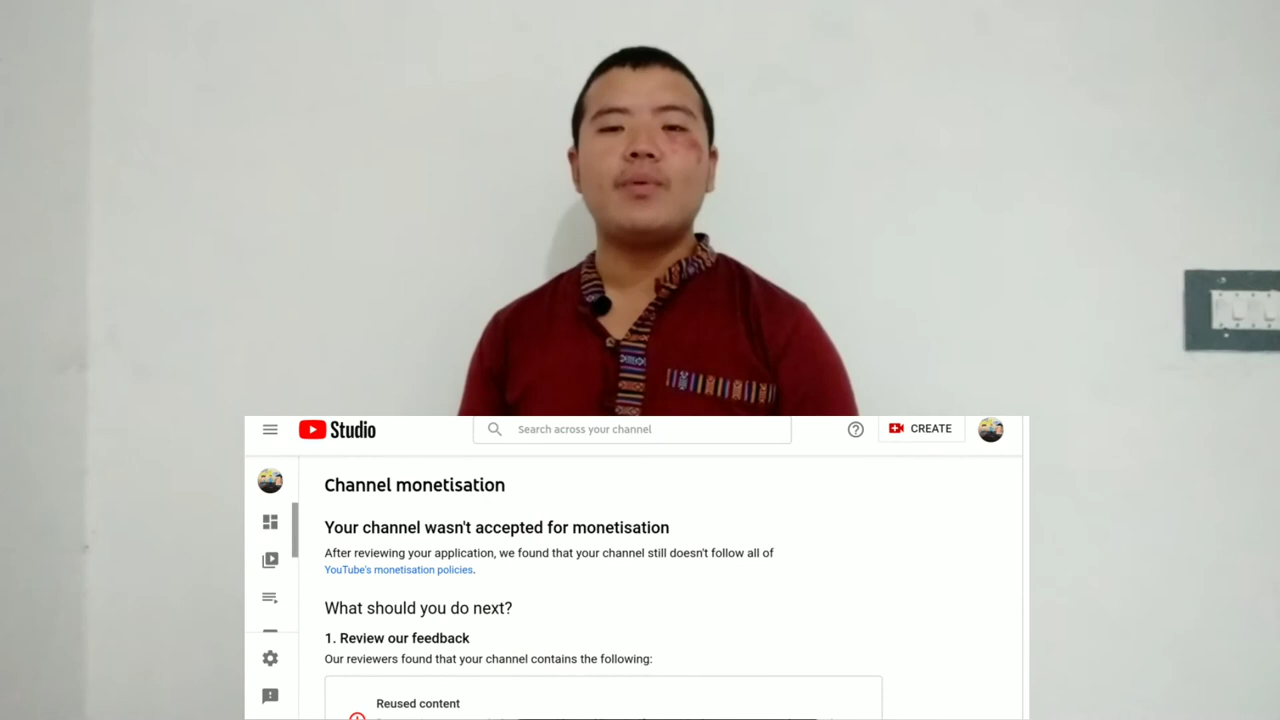 Studio
Search across your channel
CREATE
Channel monetisation
Your channel wasn't accepted for monetisation
After reviewing your application, we found that your channel still doesn't follow all of
YouTube's monetisation policies.
What should you do next?
1. Review our feedback
Our reviewers found that your channel contains the following:
Reused content